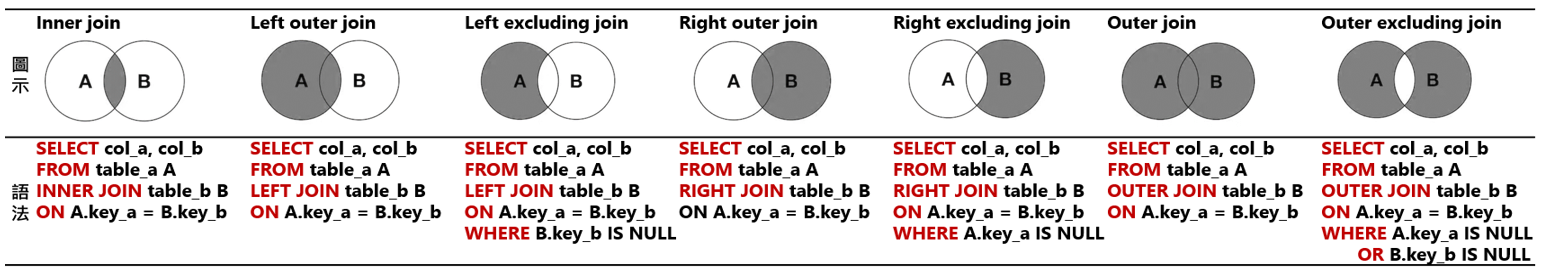 Inner join
Left outer join
Left excluding join
Right outer join
Right excluding join
Outer join
Outer excluding join
圖示
A B
A B
A B
A B
A B
A B
A B
語法
SELECT col_a, col_b
FROM table_a A
INNER JOIN table_b B
ON A.key_a = B.key_b
SELECT col_a, col_b
FROM table_a A
LEFT JOIN table_b B
ON A.key_a = B.key_b
SELECT col_a, col_b
FROM table_a A
LEFT JOIN table_b B
ON A.key_a = B.key_b
WHERE B.key_b IS NULL
SELECT col_a, col_b
FROM table_a A
RIGHT JOIN table_b B
ON A.key_a = B.key_b
SELECT col_a, col_b
FROM table_a A
RIGHT JOIN table_b B
ON A.key_a = B.key_b
WHERE A.key_a IS NULL
SELECT col_a, col_b
FROM table_a A
OUTER JOIN table_b B
ON A.key_a = B.key_b
SELECT col_a, col_b
FROM table_a A
OUTER JOIN table_b B
ON A.key_a = B.key_b
WHERE A.key_a IS NULL
OR B.key_b IS NULL